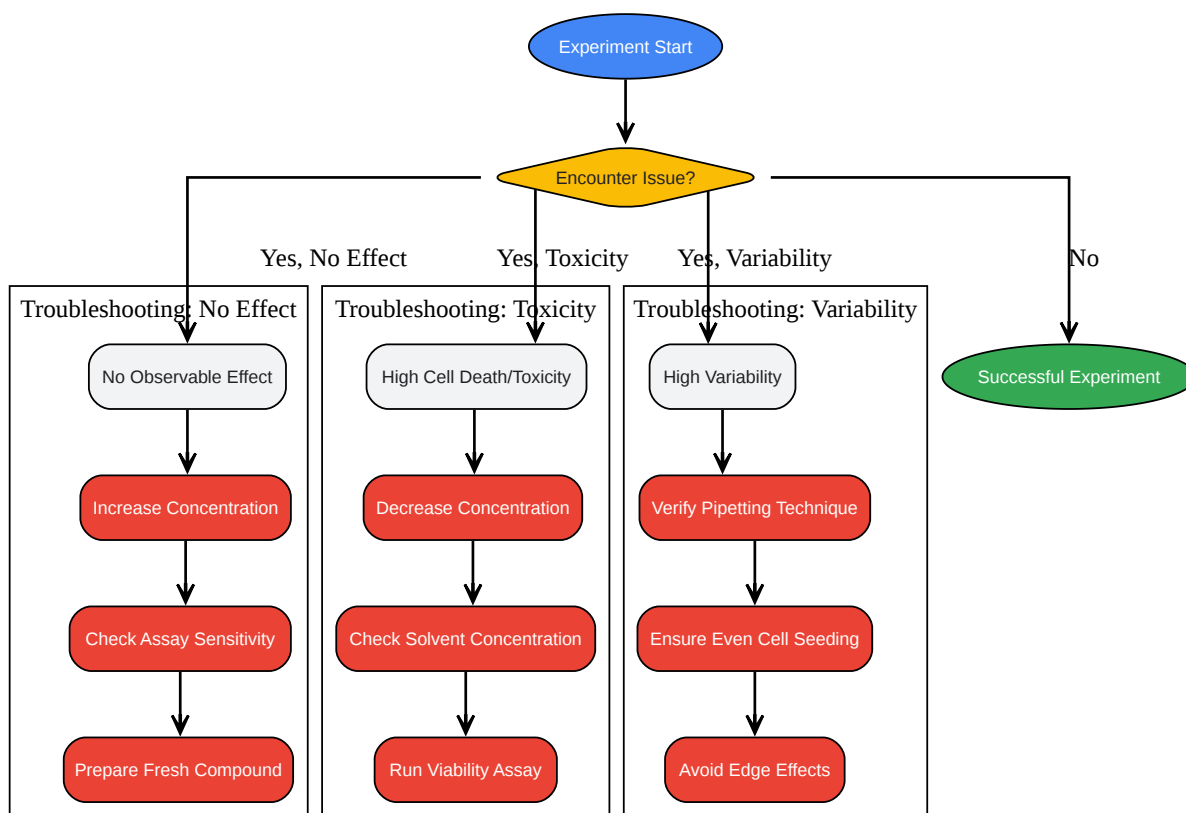 Experiment Start
Encounter Issue?
Yes, No Effect
Yes, Toxicity
Yes, Variability
No
Troubleshooting: No Effect
Troubleshooting: Toxicity
Troubleshooting: Variability
No Observable Effect
High Cell Death/Toxicity
High Variability
Successful Experiment
Increase Concentration
Decrease Concentration
Verify Pipetting Technique
Check Assay Sensitivity
Check Solvent Concentration
Ensure Even Cell Seeding
Prepare Fresh Compound
Run Viability Assay
Avoid Edge Effects